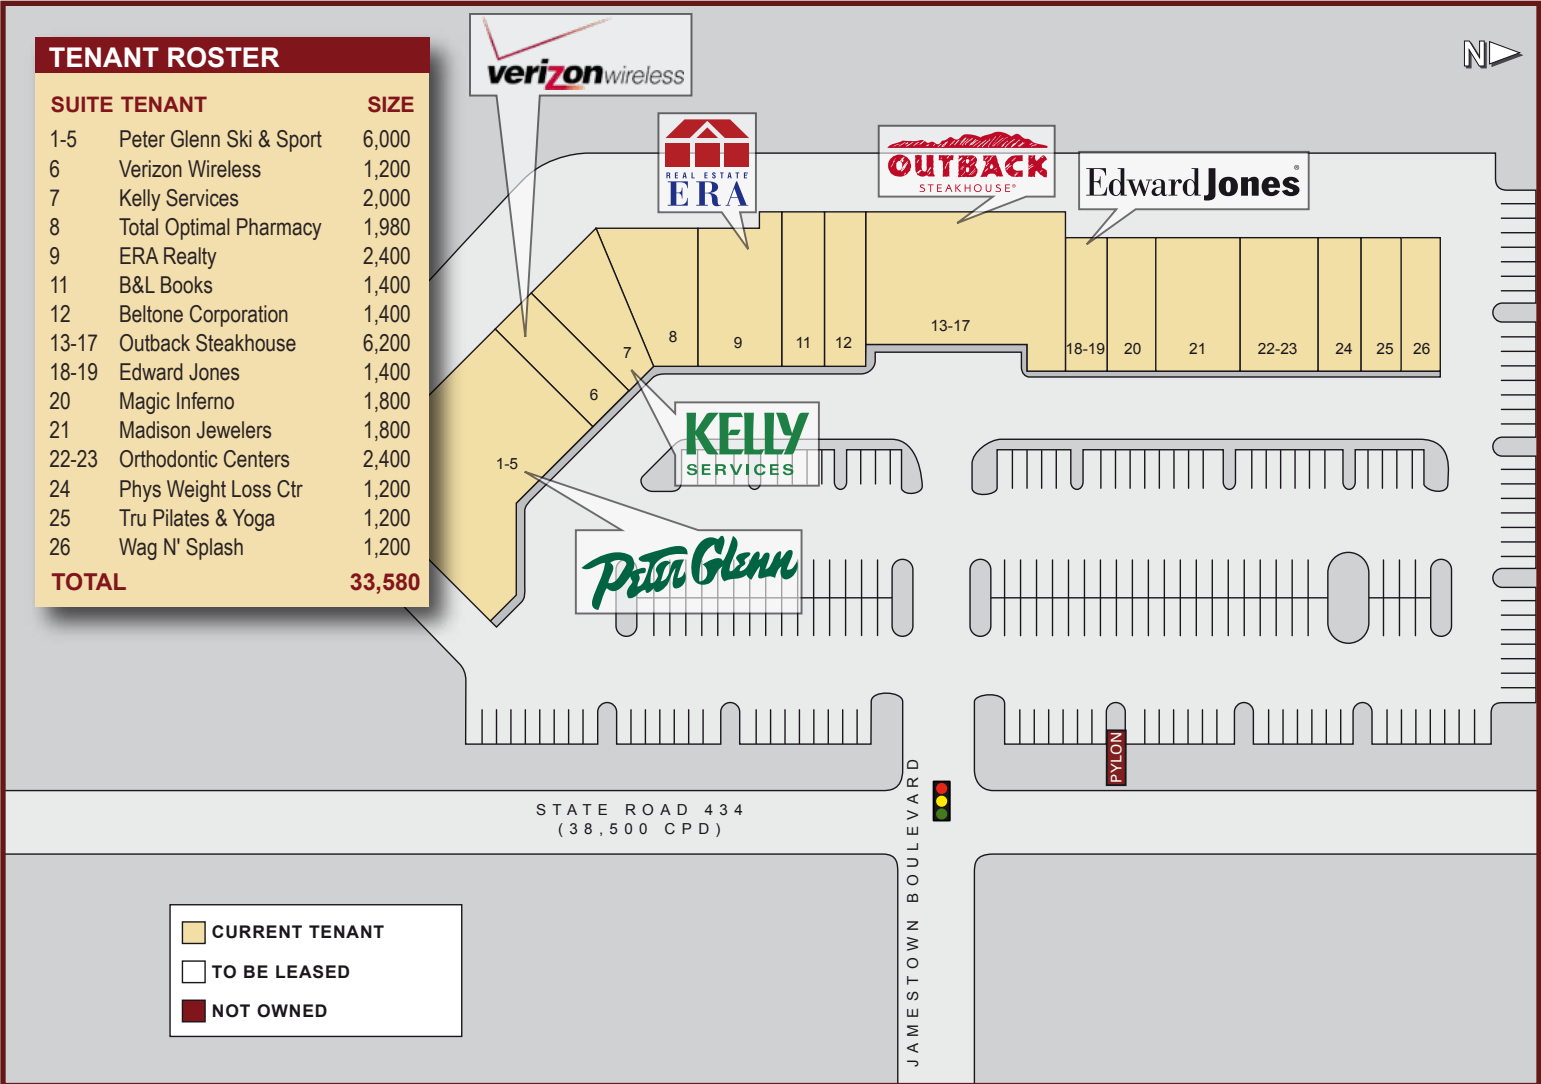 TENANT ROSTER
SUITE TENANT SIZE
1-5 Peter Glenn Ski & Sport 6,000
6 Verizon Wireless 1,200
7 Kelly Services 2,000
8 Total Optimal Pharmacy 1,980
9 ERA Realty 2,400
11 B&L Books 1,400
12 Beltone Corporation 1,400
13-17 Outback Steakhouse 6,200
18-19 Edward Jones 1,400
20 Magic Inferno 1,800
21 Madison Jewelers 1,800
22-23 Orthodontic Centers 2,400
24 Phys Weight Loss Ctr 1,200
25 Tru Pilates & Yoga 1,200
26 Wag N' Splash 1,200
TOTAL 33,580
verizon wireless
N
REAL ESTATE
ERA
OUTBACK
STEAKHOUSE®
Edward Jones®
1-5
6
7
8
9
11
12
13-17
18-19
20
21
22-23
24
25
26
KELLY
SERVICES
Peter Glenn
PYLON
STATE ROAD 434
(38,500 CPD)
JAMESTOWN BOULEVARD
CURRENT TENANT
TO BE LEASED
NOT OWNED